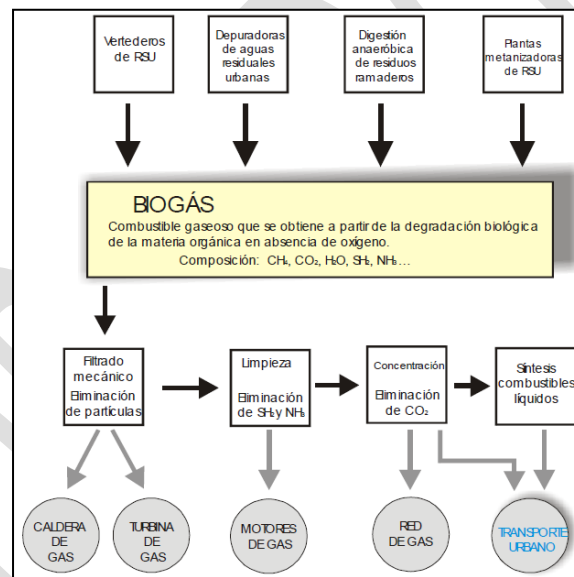 Vertederos
de RSU
Depuradoras
de aguas
residuales
urbanas
Digestión
anaeróbica
de residuos
ramaderos
Plantas
metanizadoras
de RSU
BIOGÁS
Combustible gaseoso que se obtiene a partir de la degradación biológica
de la materia orgánica en absencia de oxígeno.
Composición: CH₄, CO₂, H₂O, SH₂, NH₃...
Filtrado
mecánico
Eliminación
de partículas
Limpieza
Eliminación
de SH₂ y NH₃
Concentración
Eliminación
de CO₂
Síntesis
combustibles
líquidos
CALDERA
DE
GAS
TURBINA
DE
GAS
MOTORES
DE GAS
RED
DE GAS
TRANSPORTE
URBANO